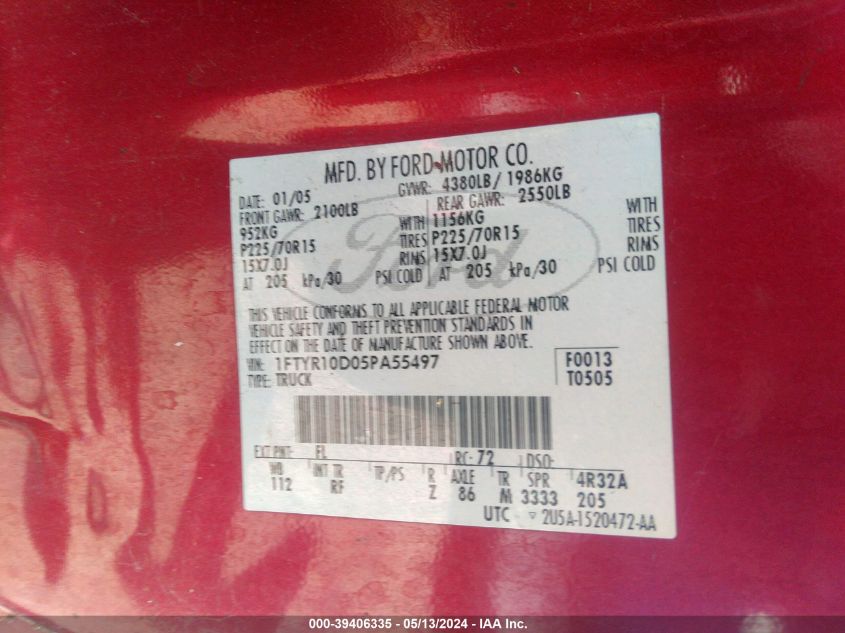 MFD. BY FORD MOTOR CO.
DATE: 01/05 GVWR: 4380LB/ 1986KG
FRONT GAWR: 2100LB REAR GAWR: 2550LB
952KG WITH 1156KG WITH
P225/70R15 TIRES P225/70R15 TIRES
15X7.0J RIMS 15X7.0J RIMS
AT 205 kPa/30 PSI COLD AT 205 kPa/30 PSI COLD
Ford
THIS VEHICLE CONFORMS TO ALL APPLICABLE FEDERAL MOTOR
VEHICLE SAFETY AND THEFT PREVENTION STANDARDS IN
EFFECT ON THE DATE OF MANUFACTURE SHOWN ABOVE.
VIN: 1FTYR10D05PA55497 F0013
TYPE: TRUCK T0505
EXT PNT: FL RC: 72 DSO:
WB INT TR TP/PS R AXLE TR SPR 4R32A
112 RF Z 86 M 3333 205
UTC ▽ 2U5A-1520472-AA
000-39406335 - 05/13/2024 - IAAI Inc.